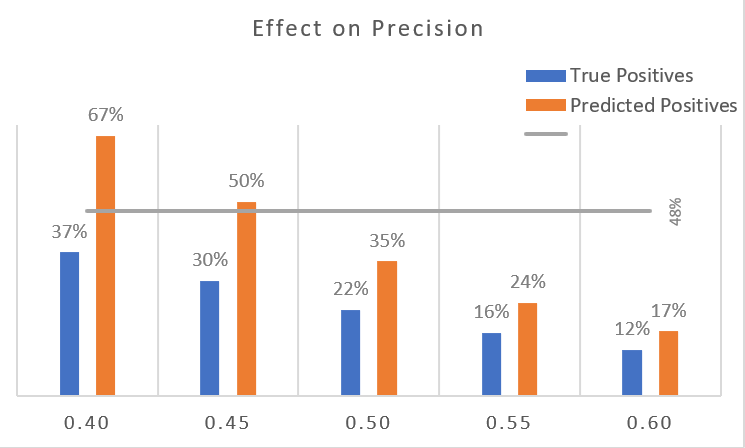 Effect on Precision
True Positives
Predicted Positives
67%
50%
48%
37%
30%
35%
22%
24%
16%
17%
12%
0.40 0.45 0.50 0.55 0.60